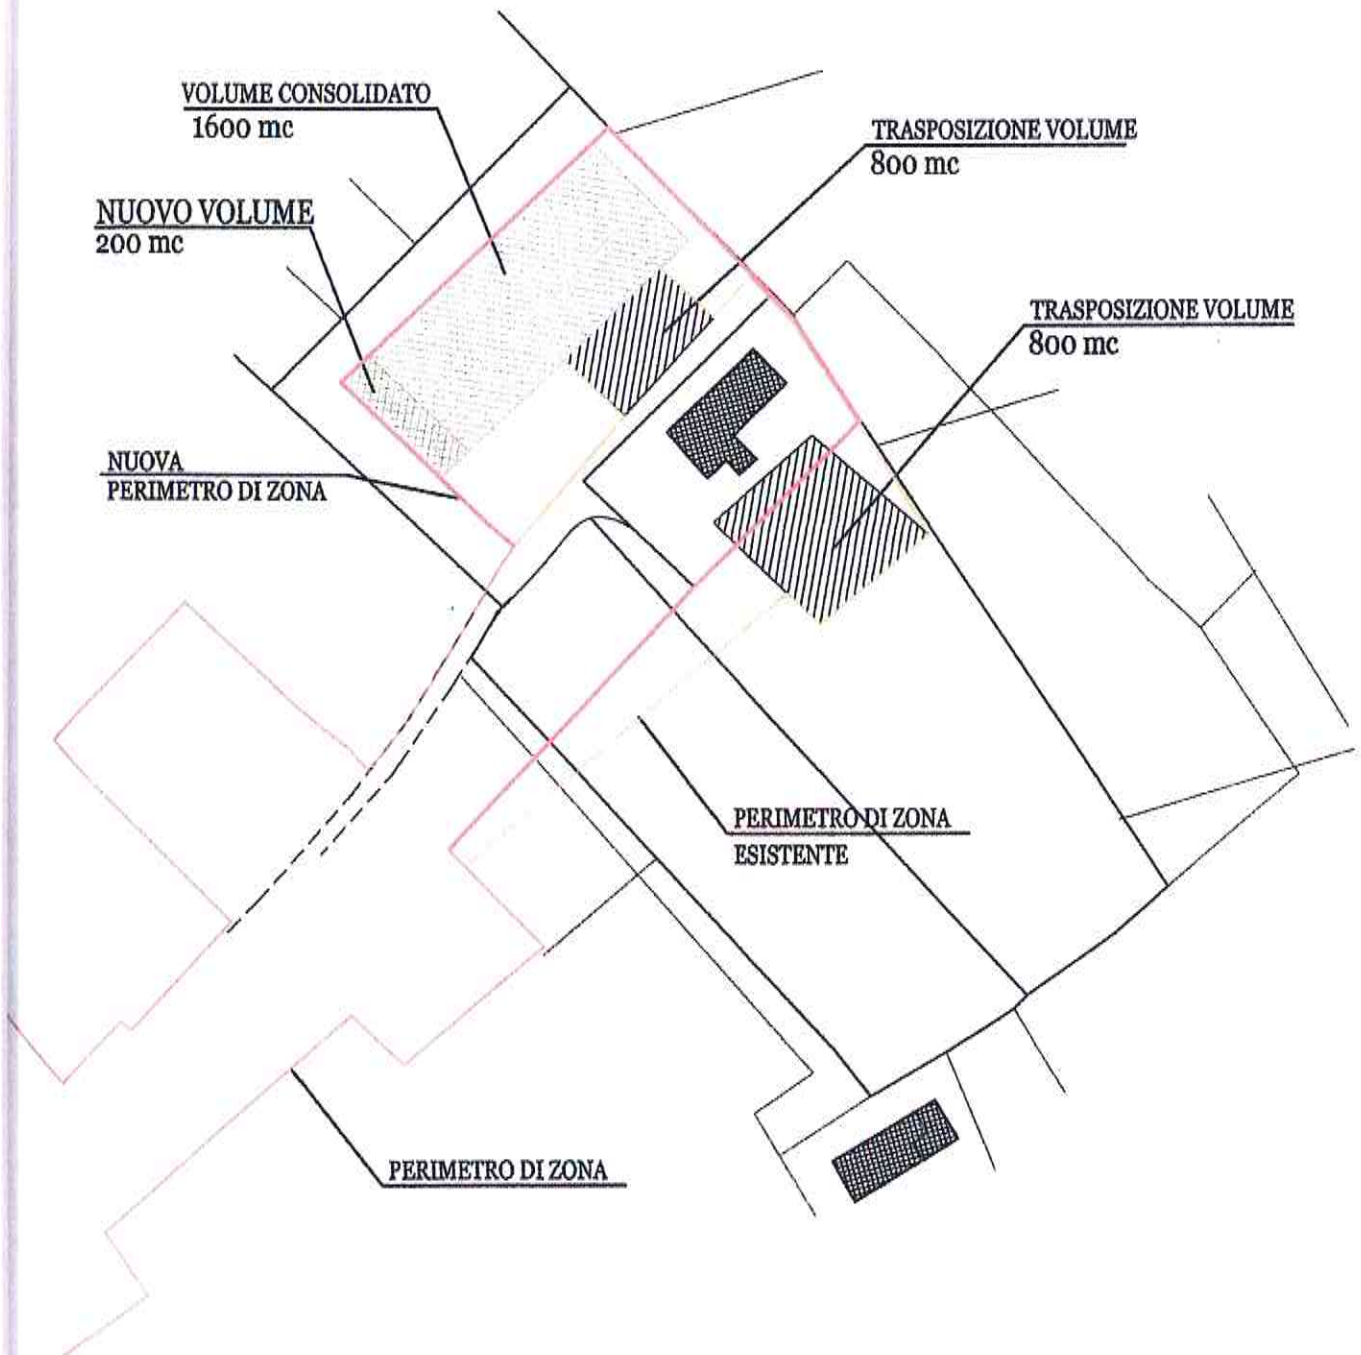 VOLUME CONSOLIDATO
1600 mc
TRASPOSIZIONE VOLUME
800 mc
NUOVO VOLUME
200 mc
TRASPOSIZIONE VOLUME
800 mc
NUOVA
PERIMETRO DI ZONA
PERIMETRO DI ZONA
ESISTENTE
PERIMETRO DI ZONA